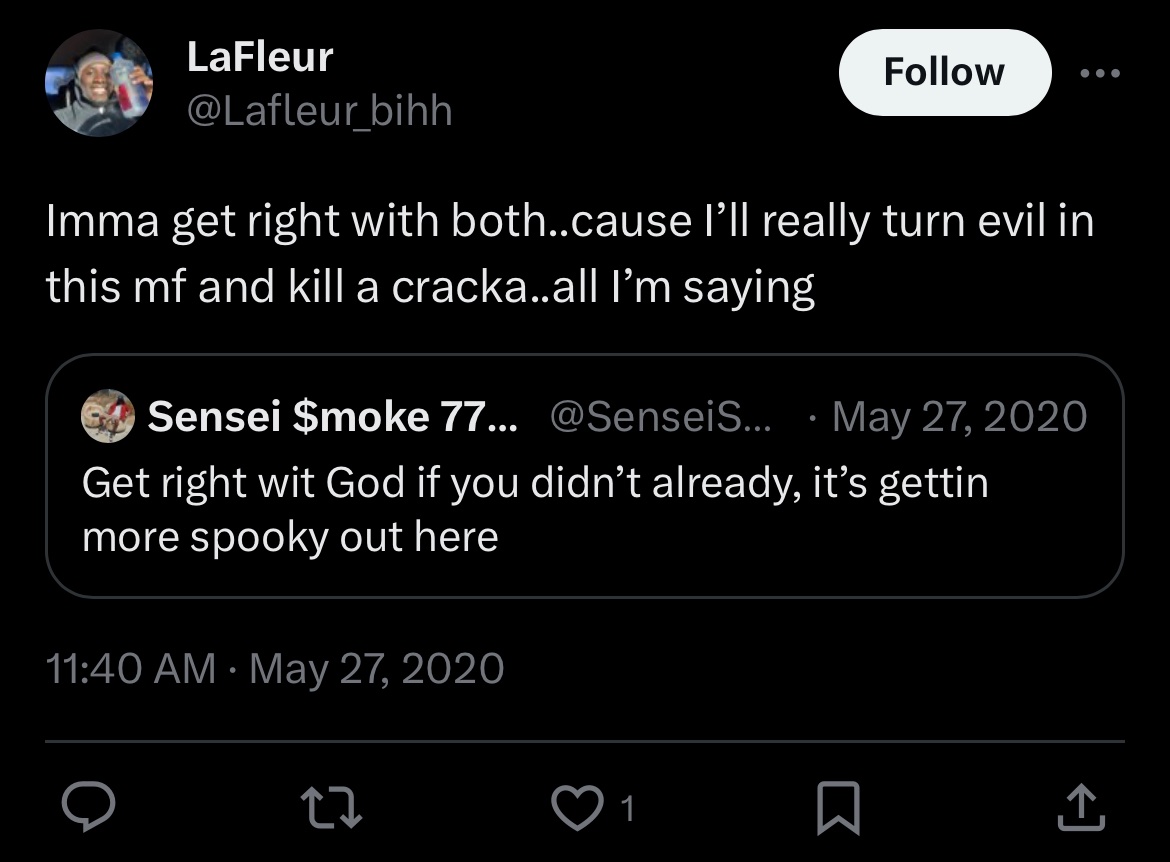 LaFleur
@Lafleur_bihh
Follow
Imma get right with both..cause I’ll really turn evil in
this mf and kill a cracka..all I’m saying
Sensei $moke 77... @SenseiS... · May 27, 2020
Get right wit God if you didn’t already, it’s gettin
more spooky out here
11:40 AM · May 27, 2020
1